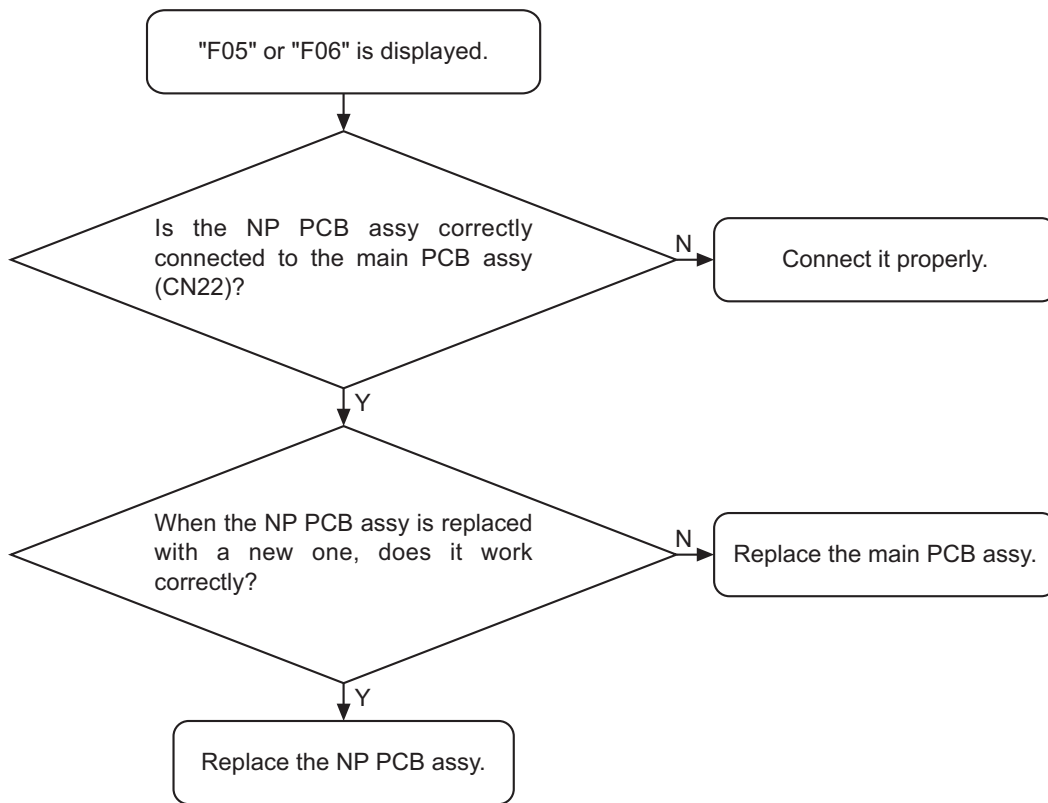 "F05" or "F06" is displayed.
Is the NP PCB assy correctly
connected to the main PCB assy
(CN22)?
N
Connect it properly.
Y
When the NP PCB assy is replaced
with a new one, does it work
correctly?
N
Replace the main PCB assy.
Y
Replace the NP PCB assy.